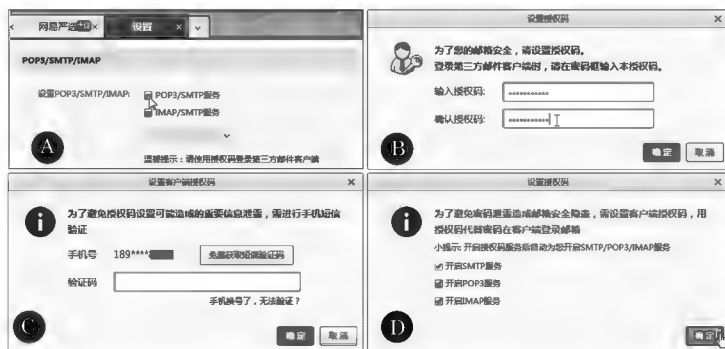 网易严选
设置
POP3/SMTP/IMAP
设置POP3/SMTP/IMAP:
POP3/SMTP服务
IMAP/SMTP服务
温馨提示：请使用授权码登录第三方邮件客户端
A
设置授权码
为了您的邮箱安全，请设置授权码。
登录第三方邮件客户端时，请在密码框输入本授权码。
输入授权码:
确认授权码:
确定 取消
B
设置客户端授权码
为了避免授权码设置可能造成的重要信息泄露，需进行手机短信
验证
手机号 189****
免费获取短信验证码
验证码
手机换号了，无法验证？
确定 取消
C
设置授权码
为了避免密码泄露造成邮箱安全隐患，需设置客户端授权码，用
授权码代替密码在客户端登录邮箱
小提示: 开启授权码服务后自动为您开启SMTP/POP3/IMAP服务
开启SMTP服务
开启POP3服务
开启IMAP服务
确定
D